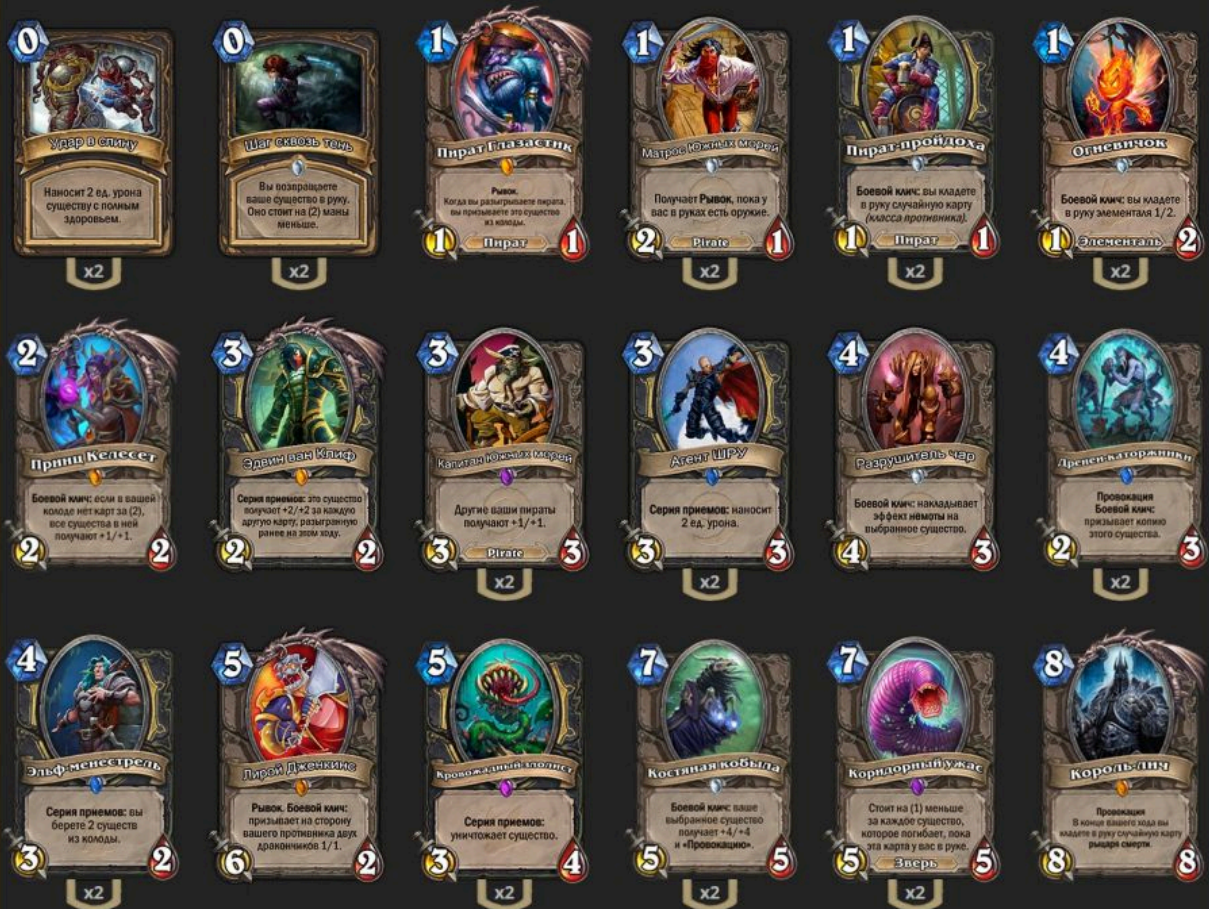 0
Удар в спину
Наносит 2 ед. урона
существу с полным
здоровьем.
x2
0
Шаг сквозь тень
Вы возвращаете
ваше существо в руку.
Оно стоит на (2) маны
меньше.
x2
1
Пират Глазастик
Рывок.
Когда вы разыгрываете пирата,
вы призываете это существо
из колоды.
1
Пират
1
1
Матрос Южных морей
Получает Рывок, пока у
вас в руках есть оружие.
2
Pirate
1
x2
1
Пират-пройдоха
Боевой клич: вы кладете
в руку случайную карту
(класса противника).
1
Пират
1
x2
1
Огневичок
Боевой клич: вы кладете
в руку элементаля 1/2.
1
Элементаль
2
x2
2
Принц Келесет
Боевой клич: если в вашей
колоде нет карт за (2),
все существа в ней
получают +1/+1.
2
2
3
Эдвин ван Клиф
Серия приемов: это существо
получает +2/+2 за каждую
другую карту, разыгранную
ранее на этом ходу.
2
2
3
Капитан Южных морей
Другие ваши пираты
получают +1/+1.
3
Pirate
3
x2
3
Агент ШРУ
Серия приемов: наносит
2 ед. урона.
3
3
x2
4
Разрушитель чар
Боевой клич: накладывает
эффект немоты на
выбранное существо.
4
3
4
Дренеи-каторжники
Провокация
Боевой клич:
призывает копию
этого существа.
2
3
x2
4
Эльф-менестрель
Серия приемов: вы
берете 2 существ
из колоды.
3
2
x2
5
Лирой Дженкинс
Рывок. Боевой клич:
призывает на сторону
вашего противника двух
дракончиков 1/1.
6
2
5
Кровожадный злолист
Серия приемов:
уничтожает существо.
3
4
x2
7
Костяная кобыла
Боевой клич: ваше
выбранное существо
получает +4/+4
и «Провокацию».
5
5
x2
7
Коридорный ужас
Стоит на (1) меньше
за каждое существо,
которое погибает, пока
эта карта у вас в руке.
5
Зверь
5
x2
8
Король-лич
Провокация
В конце вашего хода вы
кладете в руку случайную карту
рыцаря смерти.
8
8